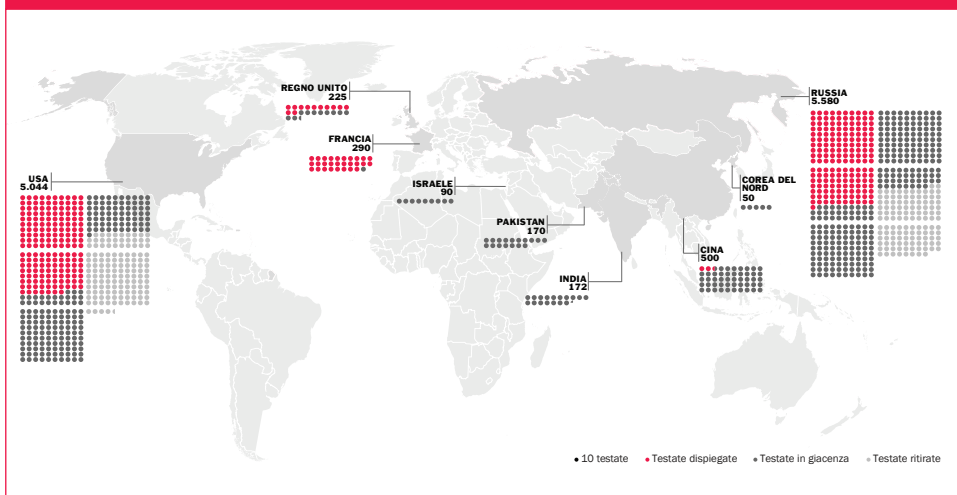 REGNO UNITO
225
FRANCIA
290
USA
5.044
ISRAELE
90
PAKISTAN
170
INDIA
172
RUSSIA
5.580
COREA DEL
NORD
50
CINA
500
10 testate
Testate dispiegate
Testate in giacenza
Testate ritirate